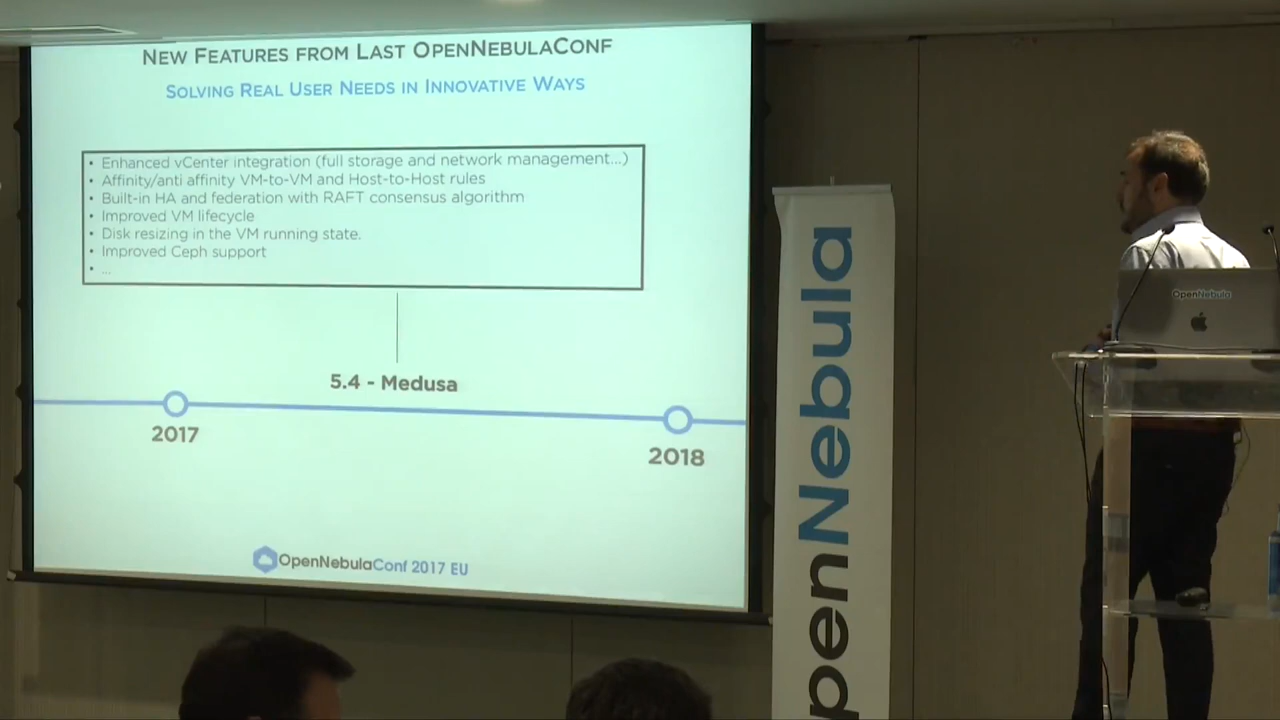 NEW FEATURES FROM LAST OPENNEBULACONF
SOLVING REAL USER NEEDS IN INNOVATIVE WAYS
• Enhanced vCenter integration (full storage and network management...)
• Affinity/anti affinity VM-to-VM and Host-to-Host rules
• Built-in HA and federation with RAFT consensus algorithm
• Improved VM lifecycle
• Disk resizing in the VM running state.
• Improved Ceph support
• ...
5.4 - Medusa
2017
2018
OpenNebulaConf 2017 EU
penNebula
OpenNebula